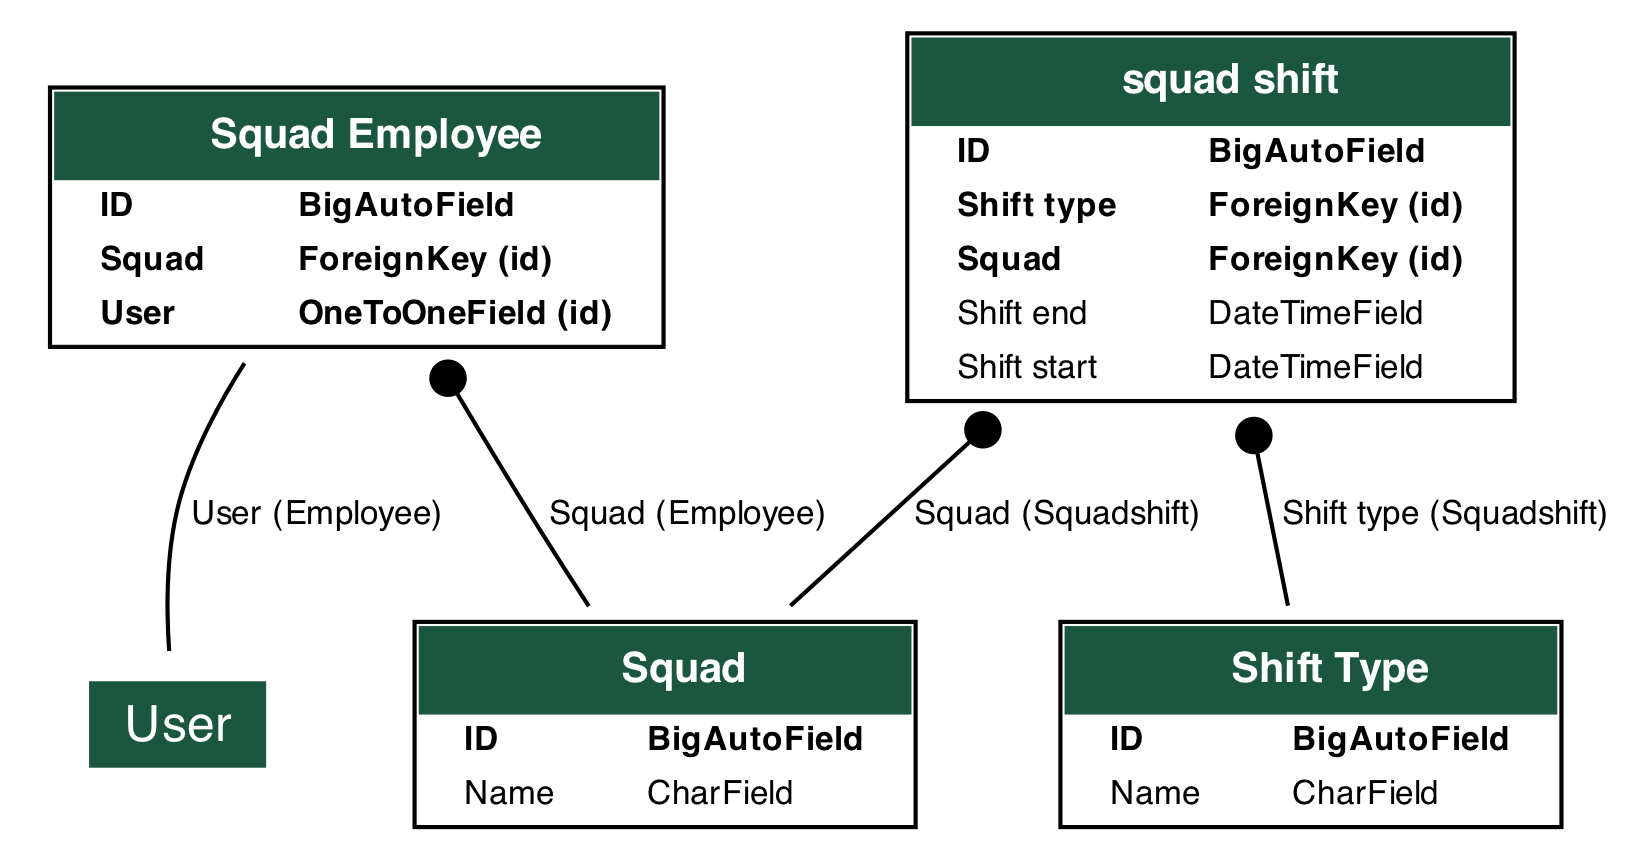 Squad Employee
ID BigAutoField
Squad ForeignKey (id)
User OneToOneField (id)
squad shift
ID BigAutoField
Shift type ForeignKey (id)
Squad ForeignKey (id)
Shift end DateTimeField
Shift start DateTimeField
User (Employee)
Squad (Employee)
Squad (Squadshift)
Shift type (Squadshift)
User
Squad
ID BigAutoField
Name CharField
Shift Type
ID BigAutoField
Name CharField